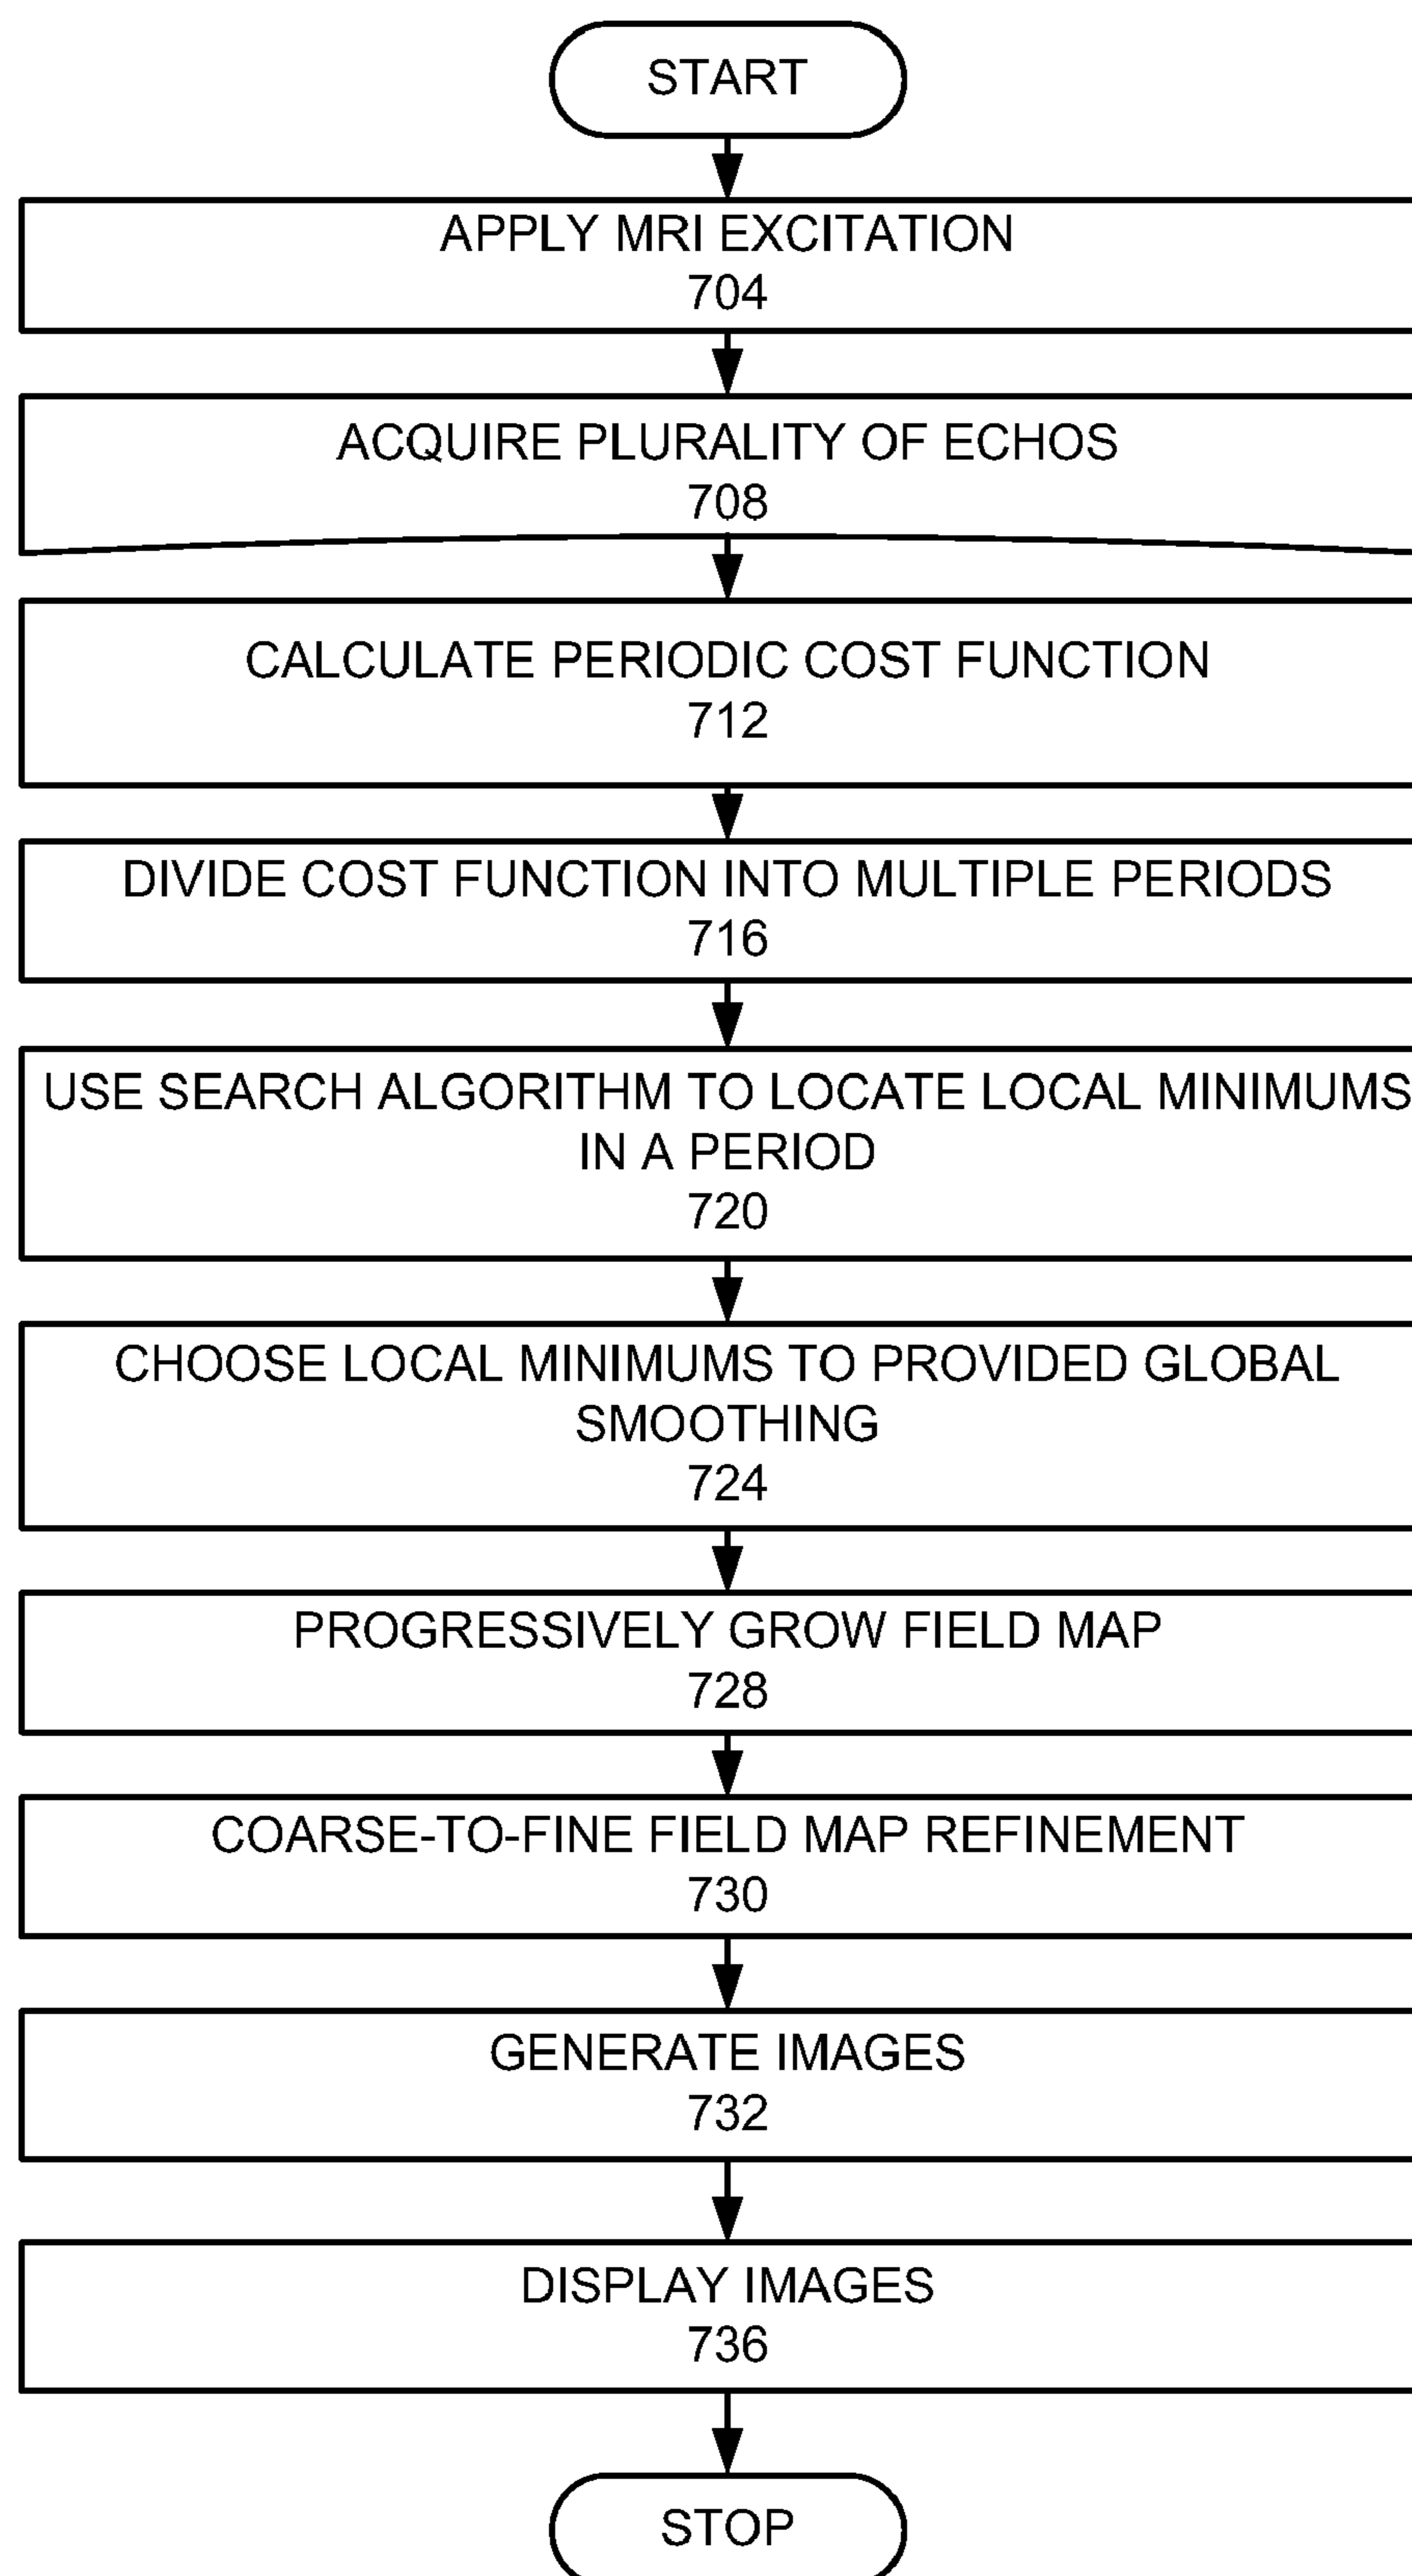 START
APPLY MRI EXCITATION
704
ACQUIRE PLURALITY OF ECHOS
708
CALCULATE PERIODIC COST FUNCTION
712
DIVIDE COST FUNCTION INTO MULTIPLE PERIODS
716
USE SEARCH ALGORITHM TO LOCATE LOCAL MINIMUMS
IN A PERIOD
720
CHOOSE LOCAL MINIMUMS TO PROVIDED GLOBAL
SMOOTHING
724
PROGRESSIVELY GROW FIELD MAP
728
COARSE-TO-FINE FIELD MAP REFINEMENT
730
GENERATE IMAGES
732
DISPLAY IMAGES
736
STOP